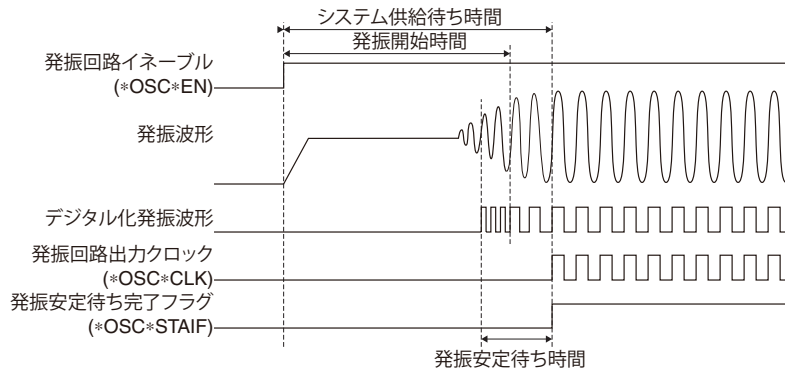 システム供給待ち時間
発振開始時間
発振回路イネーブル
(*OSC*EN)
発振波形
デジタル化発振波形
発振回路出力クロック
(*OSC*CLK)
発振安定待ち完了フラグ
(*OSC*STAIF)
発振安定待ち時間